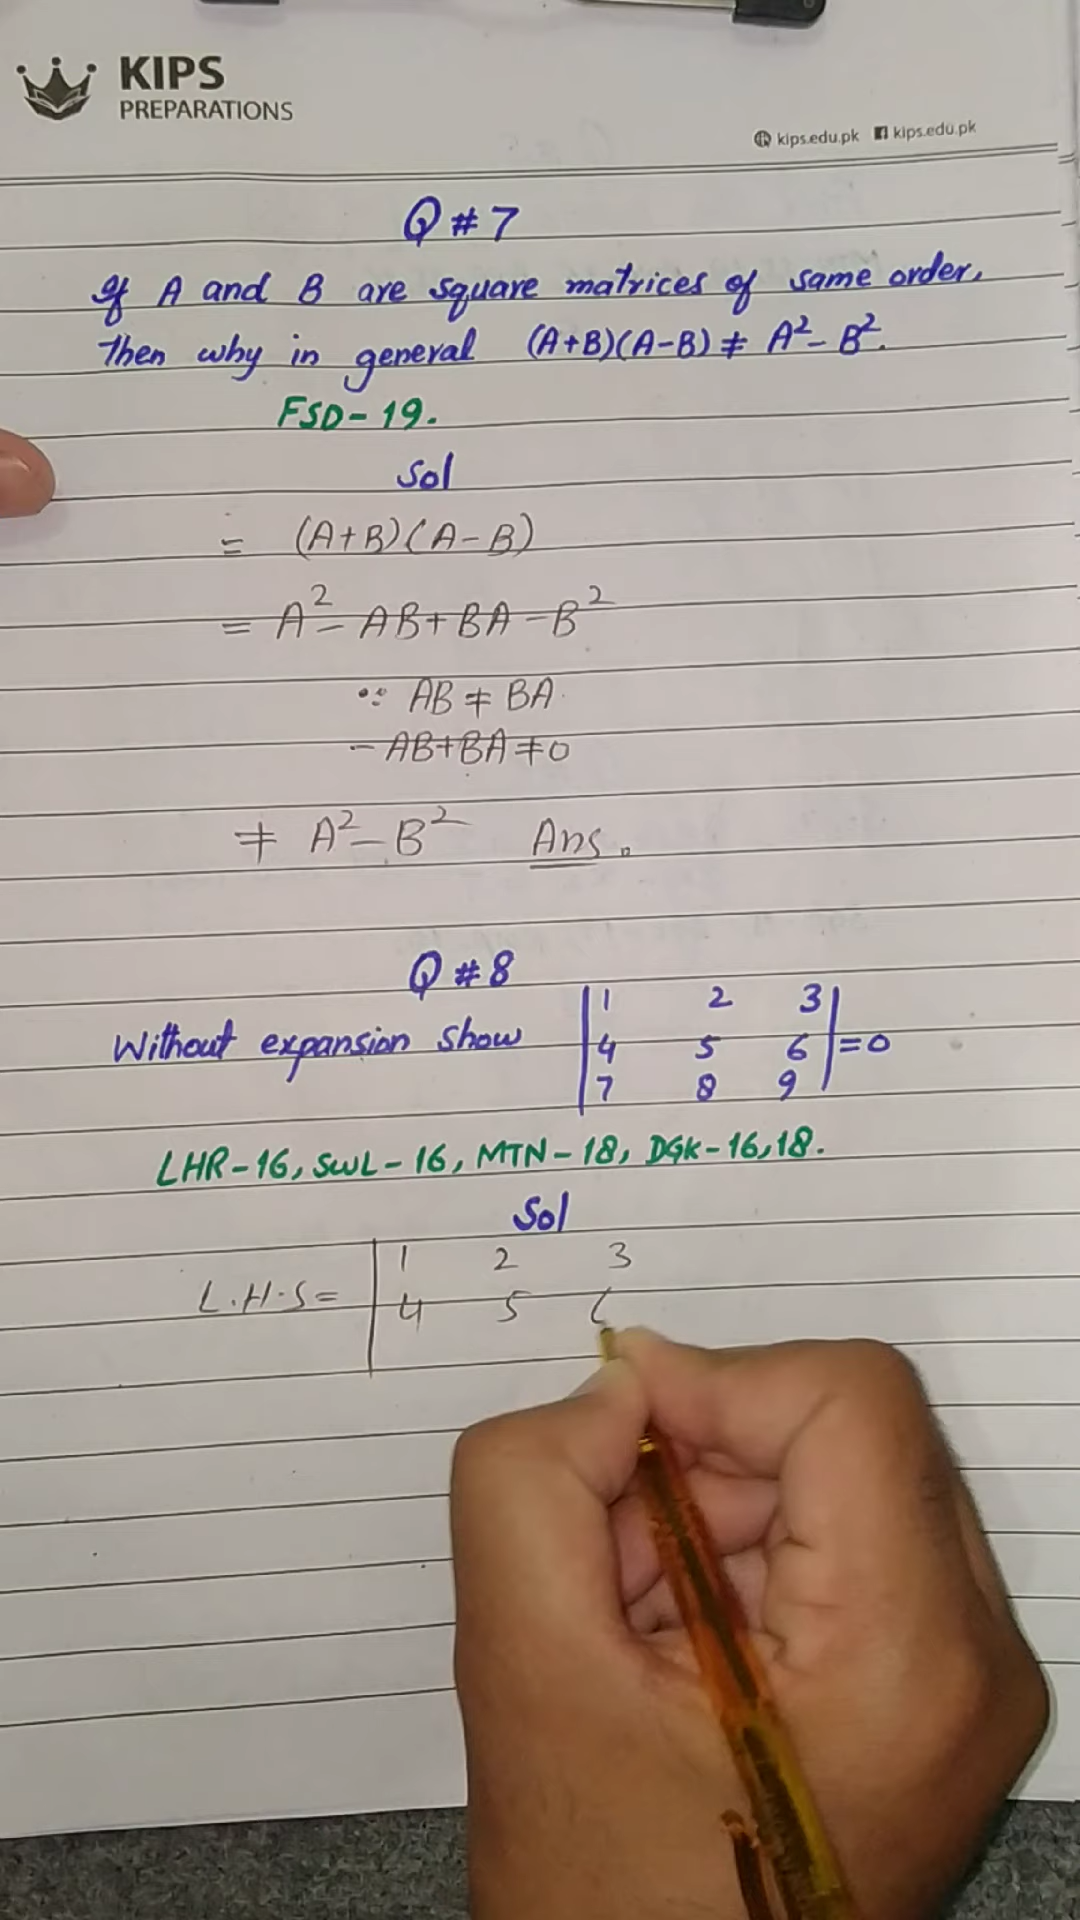 KIPS
PREPARATIONS
kips.edu.pk kips.edu.pk
Q # 7
If A and B are square matrices of same order.
Then why in general (A+B)(A-B) ≠ A²- B².
FSD-19.
Sol
= (A+B)(A-B)
= A²- AB+BA-B²
∵ AB ≠ BA
-AB+BA≠0
≠ A²-B² Ans.
Q # 8
Without expansion show
1 2 3
4 5 6 =0
7 8 9
LHR-16, SWL-16, MTN-18, DGK-16,18.
Sol
1 2 3
L.H.S= 4 5